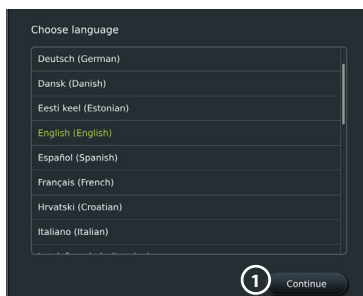 Choose language
Deutsch (German)
Dansk (Danish)
Eesti keel (Estonian)
English (English)
Español (Spanish)
Français (French)
Hrvatski (Croatian)
Italiano (Italian)
1 Continue